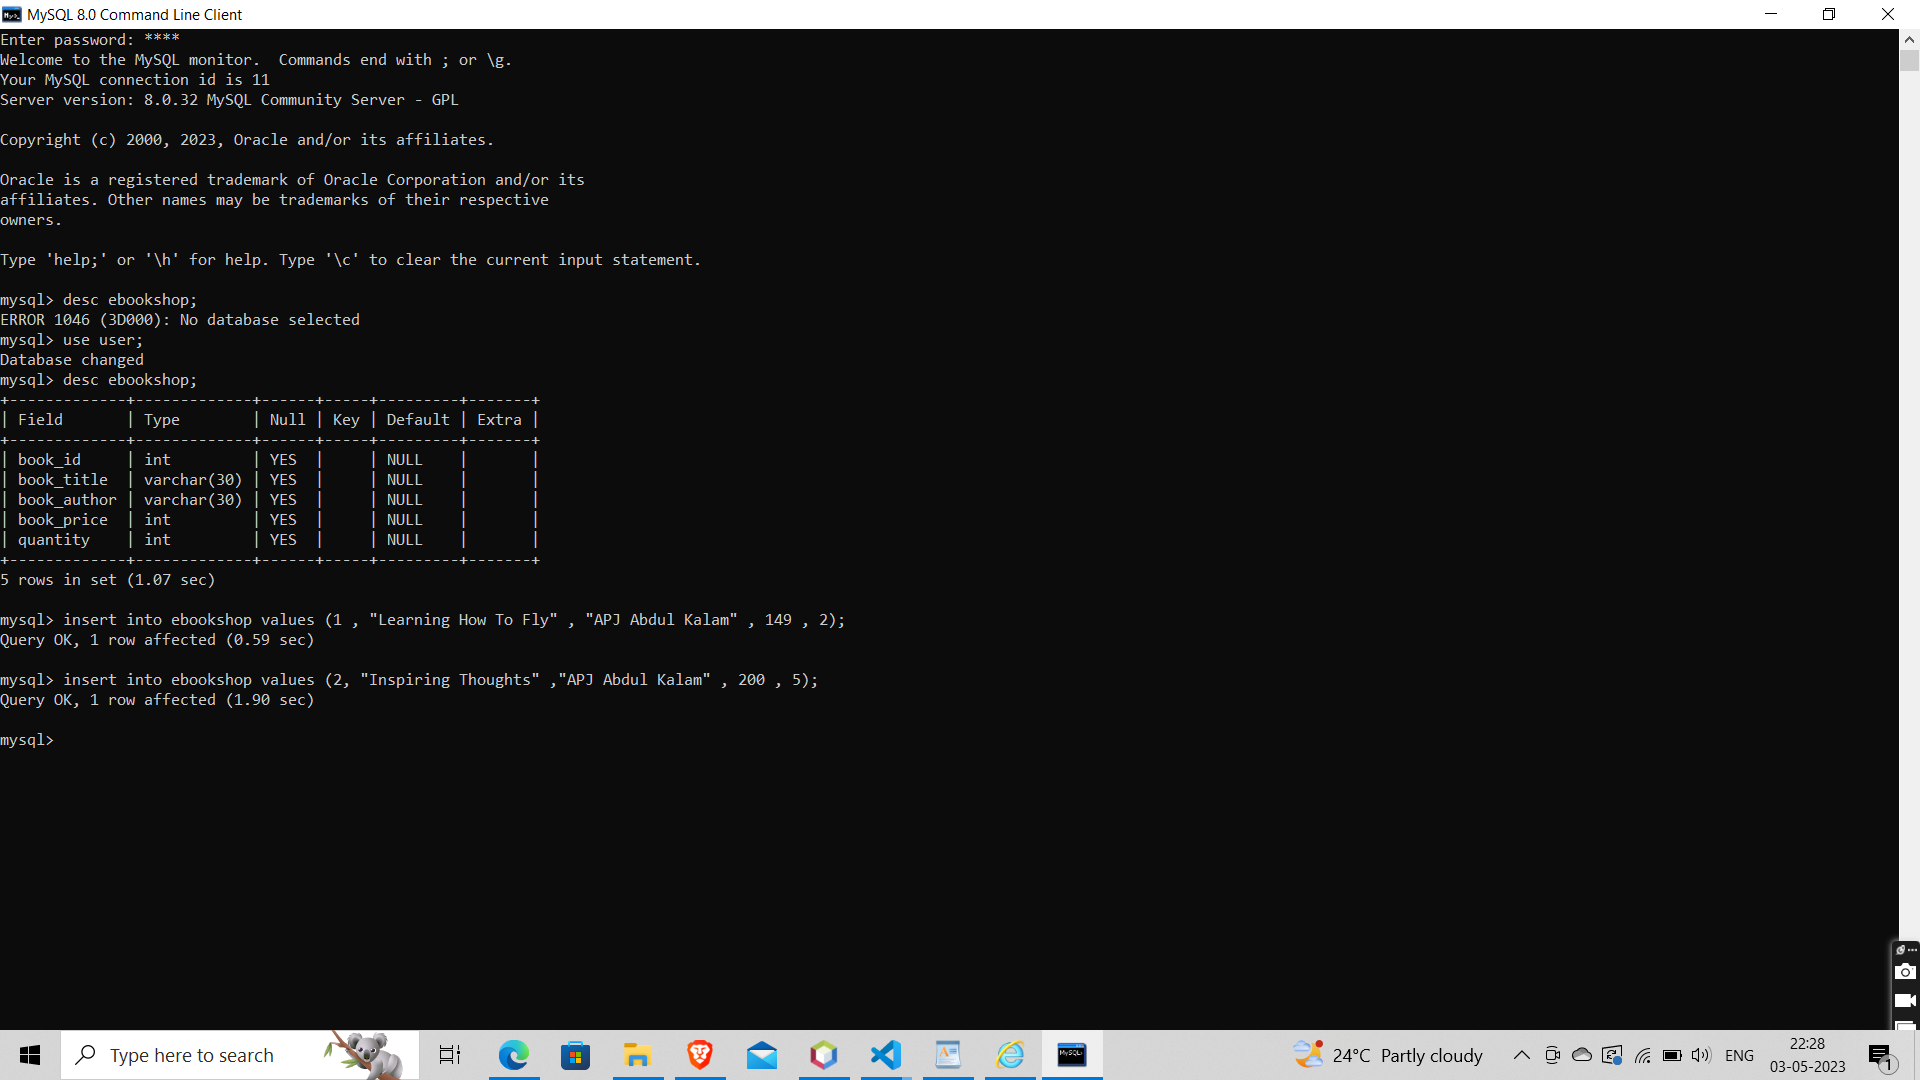 MySQL 8.0 Command Line Client
Enter password: ****
Welcome to the MySQL monitor.  Commands end with ; or \g.
Your MySQL connection id is 11
Server version: 8.0.32 MySQL Community Server - GPL
Copyright (c) 2000, 2023, Oracle and/or its affiliates.
Oracle is a registered trademark of Oracle Corporation and/or its
affiliates. Other names may be trademarks of their respective
owners.
Type 'help;' or '\h' for help. Type '\c' to clear the current input statement.
mysql> desc ebookshop;
ERROR 1046 (3D000): No database selected
mysql> use user;
Database changed
mysql> desc ebookshop;
+-------------+-------------+------+-----+---------+-------+
| Field       | Type        | Null | Key | Default | Extra |
+-------------+-------------+------+-----+---------+-------+
| book_id     | int         | YES  |     | NULL    |       |
| book_title  | varchar(30) | YES  |     | NULL    |       |
| book_author | varchar(30) | YES  |     | NULL    |       |
| book_price  | int         | YES  |     | NULL    |       |
| quantity    | int         | YES  |     | NULL    |       |
+-------------+-------------+------+-----+---------+-------+
5 rows in set (1.07 sec)
mysql> insert into ebookshop values (1 , "Learning How To Fly" , "APJ Abdul Kalam" , 149 , 2);
Query OK, 1 row affected (0.59 sec)
mysql> insert into ebookshop values (2, "Inspiring Thoughts" ,"APJ Abdul Kalam" , 200 , 5);
Query OK, 1 row affected (1.90 sec)
mysql>
Type here to search
MySQL>
24°C Partly cloudy
ENG
22:28
03-05-2023
1